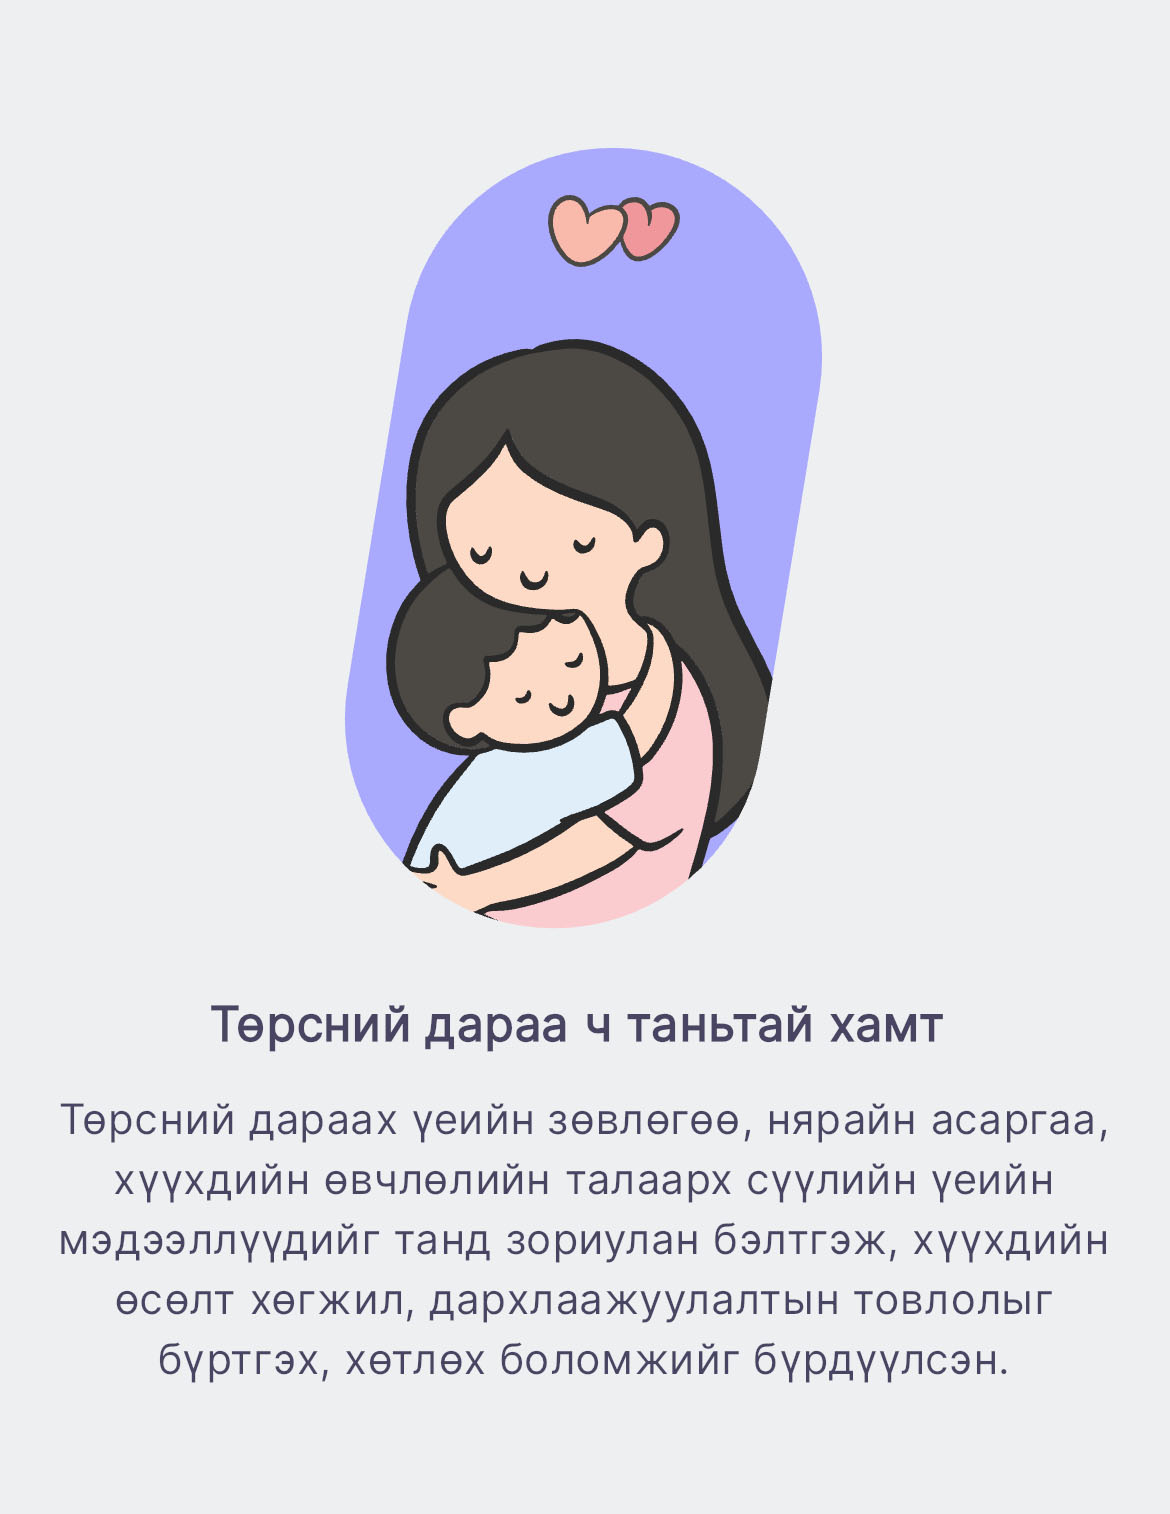 Төрсний дараа ч таньтай хамт
Төрсний дараах үеийн зөвлөгөө, нярайн асаргаа,
хүүхдийн өвчлөлийн талаарх сүүлийн үеийн
мэдээллүүдийг танд зориулан бэлтгэж, хүүхдийн
өсөлт хөгжил, дархлаажуулалтын товлолыг
бүртгэх, хөтлөх боломжийг бүрдүүлсэн.